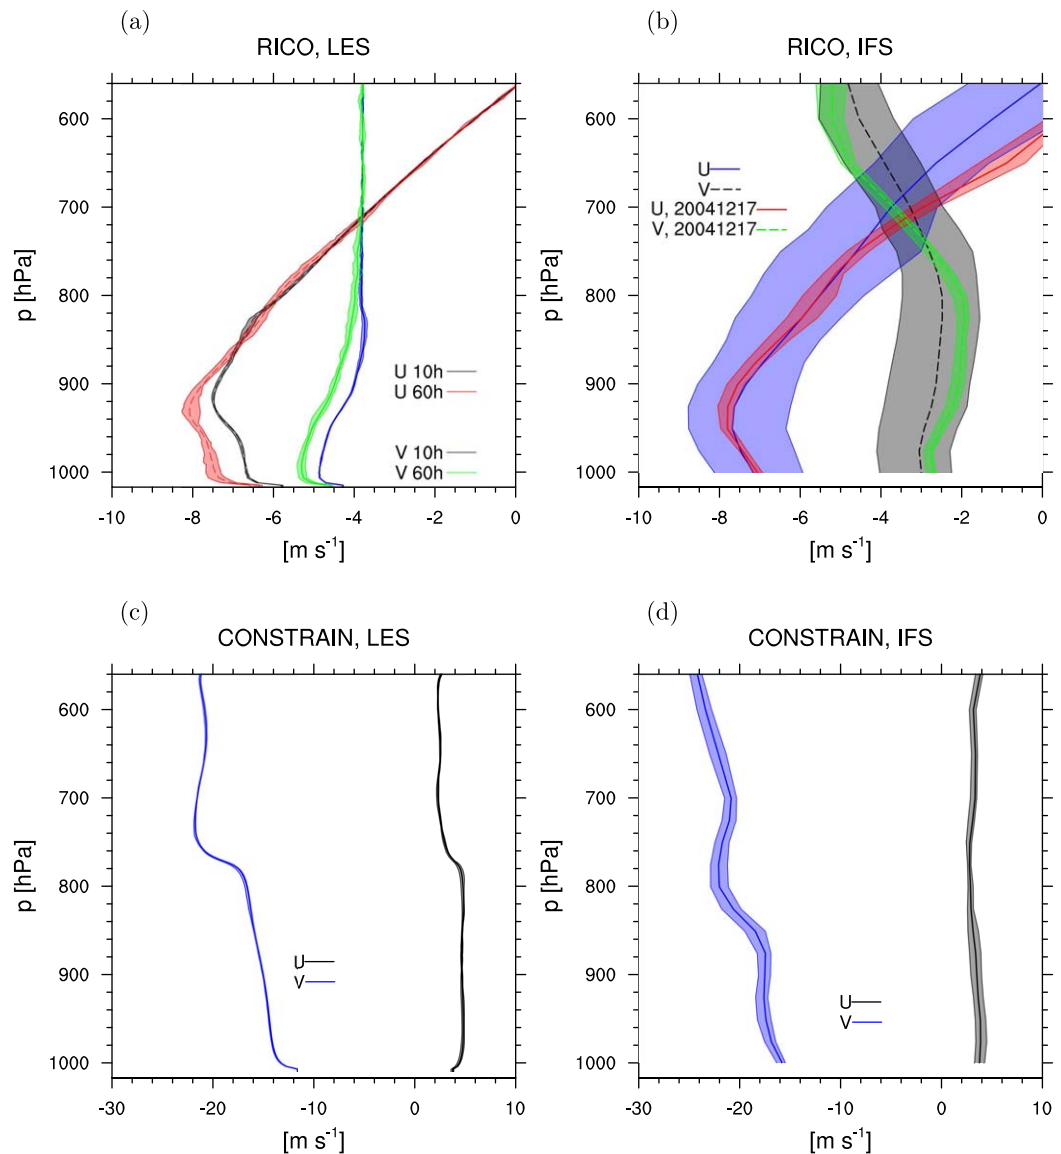 (a)
RICO, LES
600
700
800
900
1000
p [hPa]
U 10h
U 60h
V 10h
V 60h
-10 -8 -6 -4 -2 0
[m s⁻¹]
(b)
RICO, IFS
600
700
800
900
1000
p [hPa]
U
V
U, 20041217
V, 20041217
-10 -8 -6 -4 -2 0
[m s⁻¹]
(c)
CONSTRAIN, LES
600
700
800
900
1000
p [hPa]
U
V
-30 -20 -10 0 10
[m s⁻¹]
(d)
CONSTRAIN, IFS
600
700
800
900
1000
p [hPa]
U
V
-30 -20 -10 0 10
[m s⁻¹]